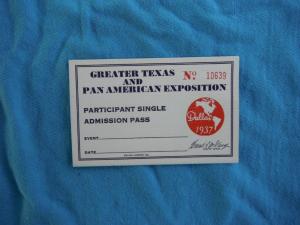 GREATER TEXAS Nº 10639
AND
PAN AMERICAN EXPOSITION
PARTICIPANT SINGLE
ADMISSION PASS
Dallas
1937
EVENT
DATE